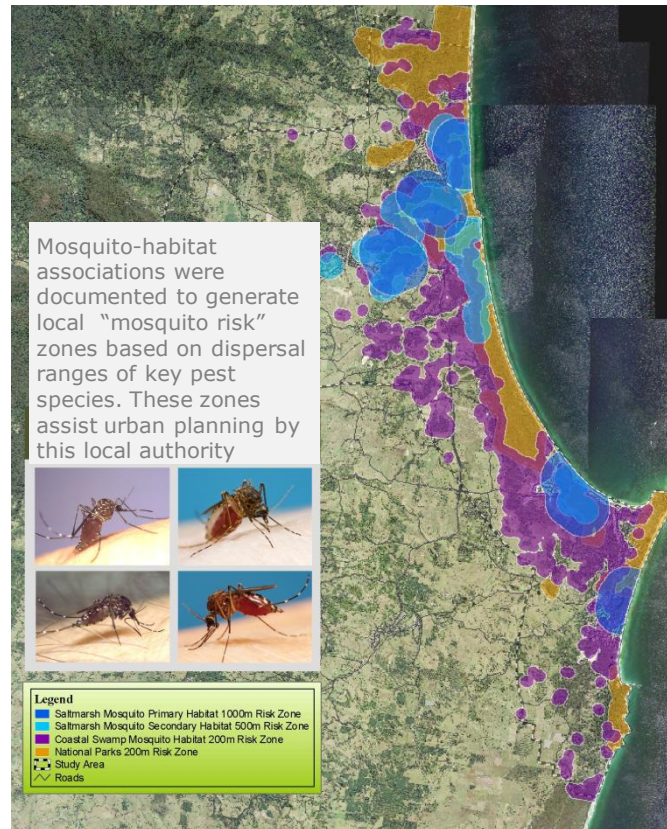 Mosquito-habitat
associations were
documented to generate
local “mosquito risk”
zones based on dispersal
ranges of key pest
species. These zones
assist urban planning by
this local authority
Legend
Saltmarsh Mosquito Primary Habitat 1000m Risk Zone
Saltmarsh Mosquito Secondary Habitat 500m Risk Zone
Coastal Swamp Mosquito Habitat 200m Risk Zone
National Parks 200m Risk Zone
Study Area
Roads